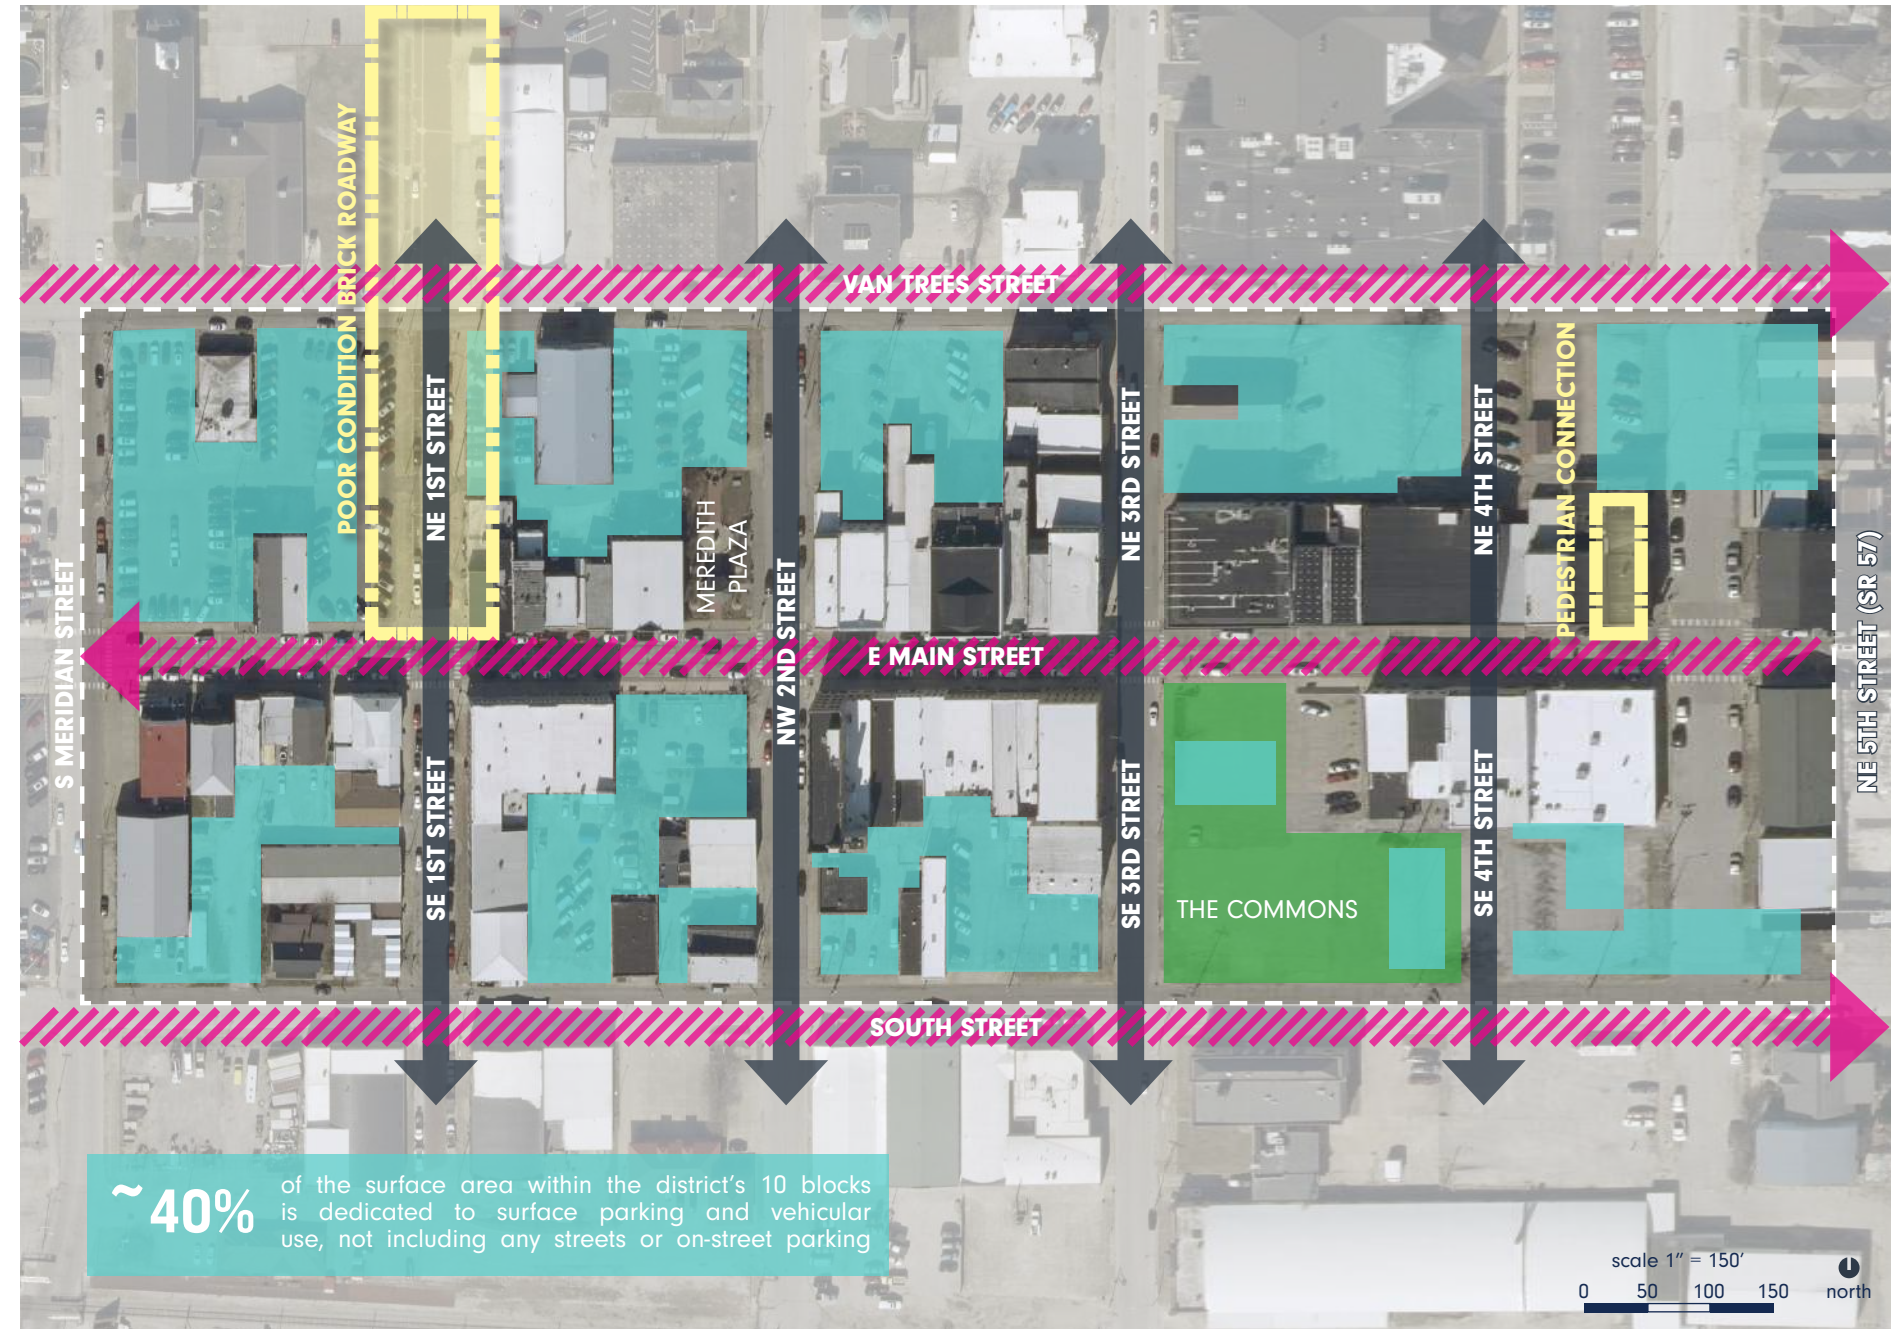 POOR CONDITION BRICK ROADWAY
VAN TREES STREET
NE 1ST STREET
NE 3RD STREET
NE 4TH STREET
PEDESTRIAN CONNECTION
MEREDITH
PLAZA
S MERIDIAN STREET
NW 2ND STREET
NE 5TH STREET (SR 57)
E MAIN STREET
SE 1ST STREET
SE 3RD STREET
SE 4TH STREET
THE COMMONS
SOUTH STREET
~40%
of the surface area within the district's 10 blocks
is dedicated to surface parking and vehicular
use, not including any streets or on-street parking
scale 1" = 150'
0 50 100 150
north